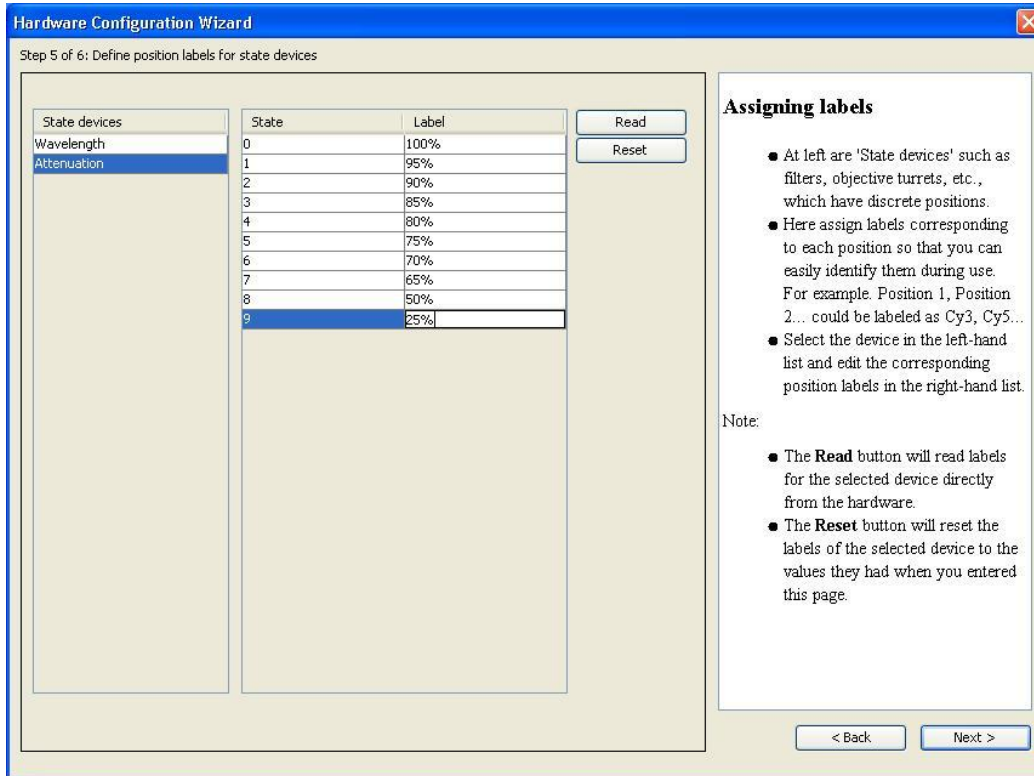 Hardware Configuration Wizard
Step 5 of 6: Define position labels for state devices
State devices
Wavelength
Attenuation
State Label
0 100%
1 95%
2 90%
3 85%
4 80%
5 75%
6 70%
7 65%
8 50%
9 25%
Read
Reset
Assigning labels
At left are 'State devices' such as
filters, objective turrets, etc.,
which have discrete positions.
Here assign labels corresponding
to each position so that you can
easily identify them during use.
For example. Position 1, Position
2... could be labeled as Cy3, Cy5...
Select the device in the left-hand
list and edit the corresponding
position labels in the right-hand list.
Note:
The Read button will read labels
for the selected device directly
from the hardware.
The Reset button will reset the
labels of the selected device to the
values they had when you entered
this page.
< Back
Next >